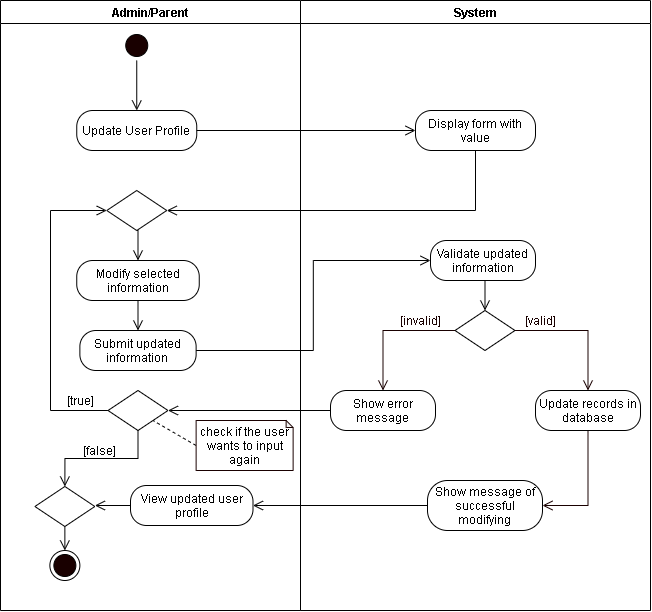 Admin/Parent
System
Update User Profile
Display form with
value
Modify selected
information
Validate updated
information
Submit updated
information
[invalid]
[valid]
[true]
Show error
message
Update records in
database
check if the user
wants to input
again
[false]
View updated user
profile
Show message of
successful
modifying